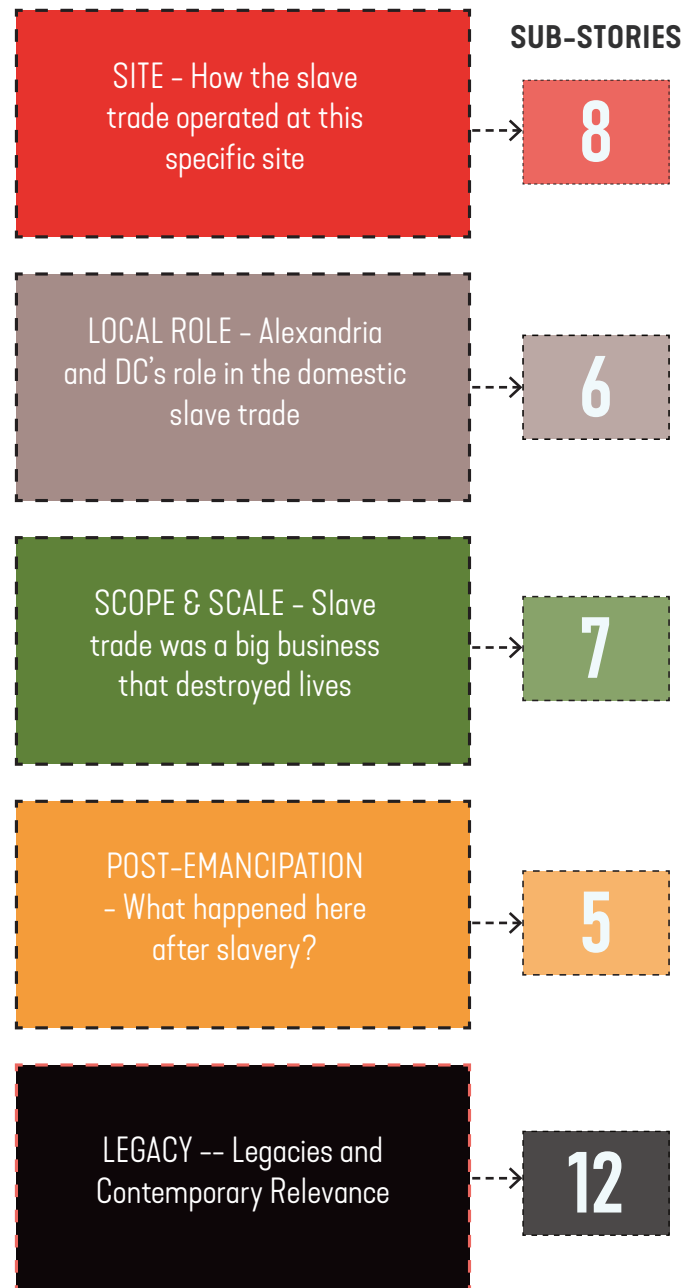 SUB-STORIES
SITE - How the slave
trade operated at this
specific site
8
LOCAL ROLE - Alexandria
and DC's role in the domestic
slave trade
6
SCOPE & SCALE - Slave
trade was a big business
that destroyed lives
7
POST-EMANCIPATION
- What happened here
after slavery?
5
LEGACY -- Legacies and
Contemporary Relevance
12